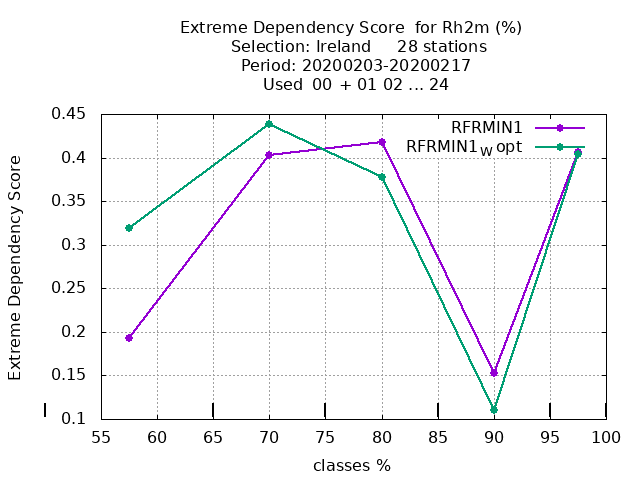 Extreme Dependency Score  for Rh2m (%)
Selection: Ireland     28 stations
Period: 20200203-20200217
Used  00 + 01 02 ... 24
RFRMIN1
RFRMIN1W opt
0.45
0.4
0.35
0.3
0.25
0.2
0.15
0.1
Extreme Dependency Score
55 60 65 70 75 80 85 90 95 100
classes %